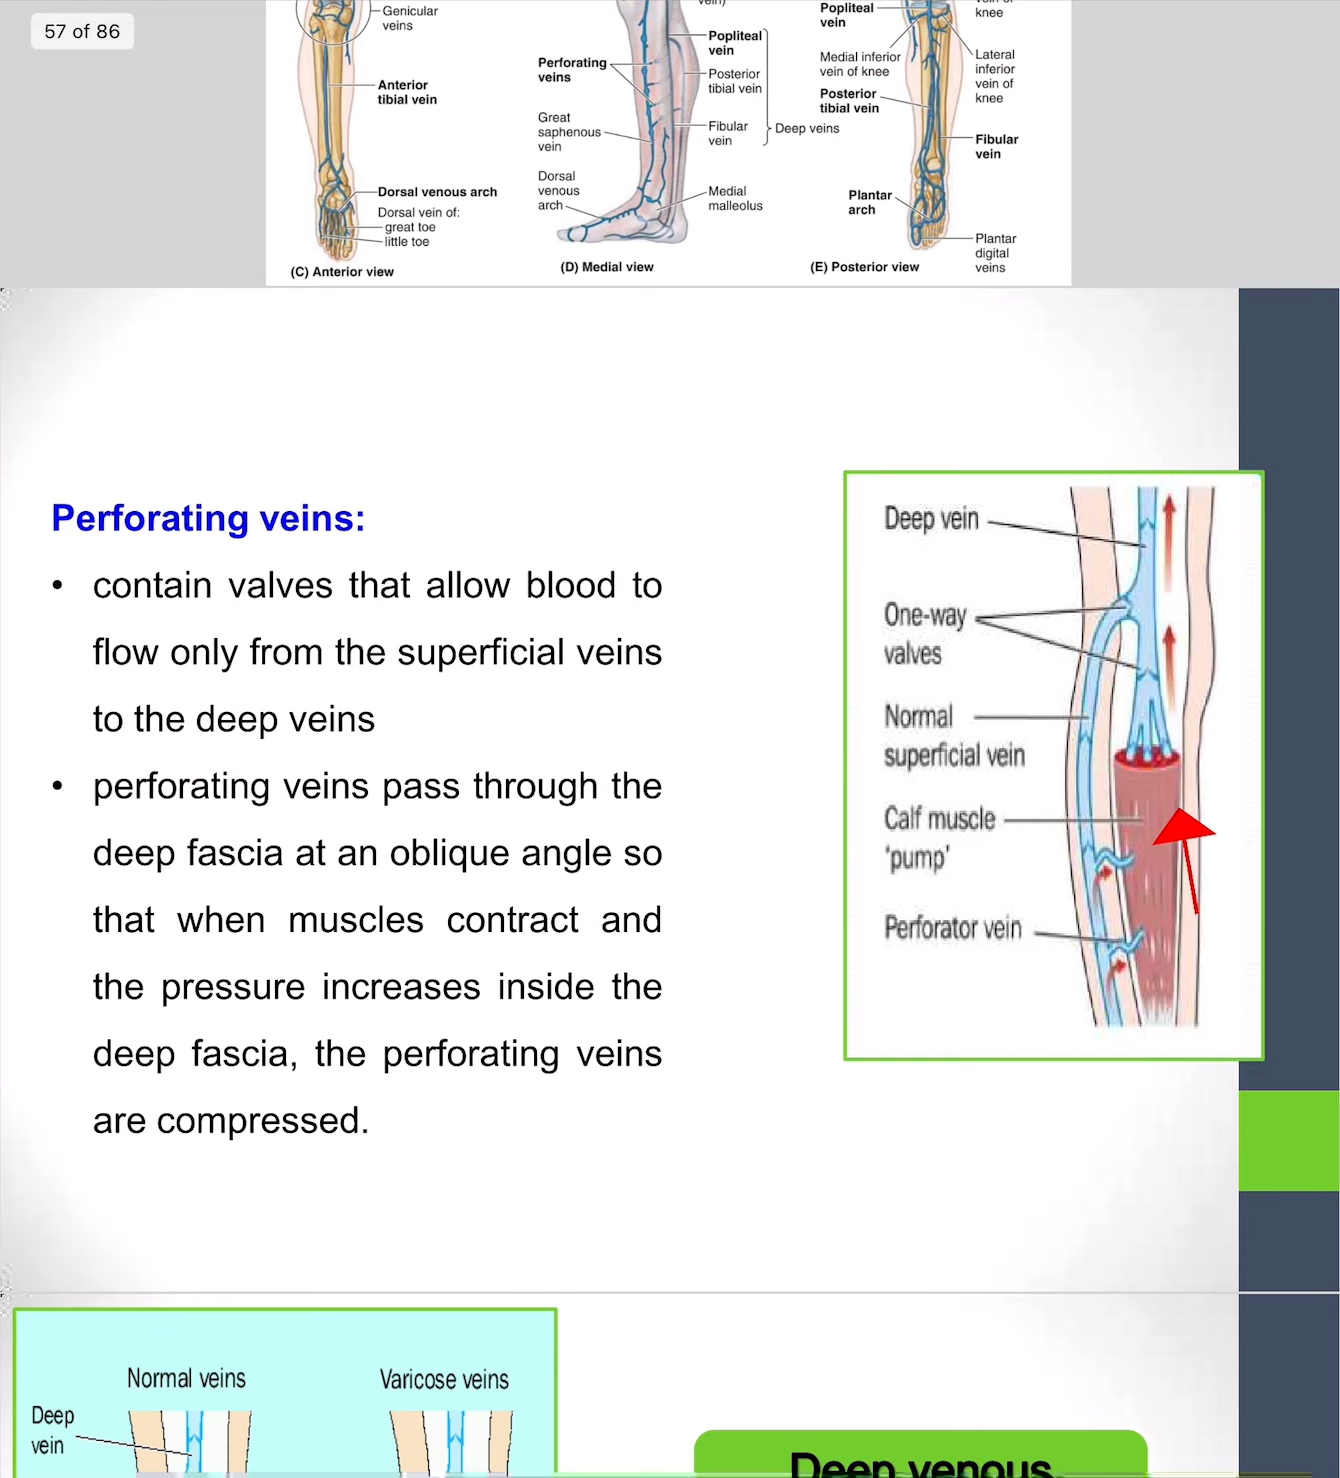 57 of 86
Genicular
veins
Anterior
tibial vein
Dorsal venous arch
Dorsal vein of:
great toe
little toe
(C) Anterior view
Perforating
veins
Great
saphenous
vein
Dorsal
venous
arch
vein)
Popliteal
vein
Posterior
tibial vein
Fibular
vein
Deep veins
Medial
malleolus
(D) Medial view
Popliteal
vein
Medial inferior
vein of knee
Posterior
tibial vein
Plantar
arch
knee
Lateral
inferior
vein of
knee
Fibular
vein
Plantar
digital
veins
(E) Posterior view
Perforating veins:
• contain valves that allow blood to
flow only from the superficial veins
to the deep veins
• perforating veins pass through the
deep fascia at an oblique angle so
that when muscles contract and
the pressure increases inside the
deep fascia, the perforating veins
are compressed.
Deep vein
One-way
valves
Normal
superficial vein
Calf muscle
'pump'
Perforator vein
Normal veins
Varicose veins
Deep
vein
Deep venous